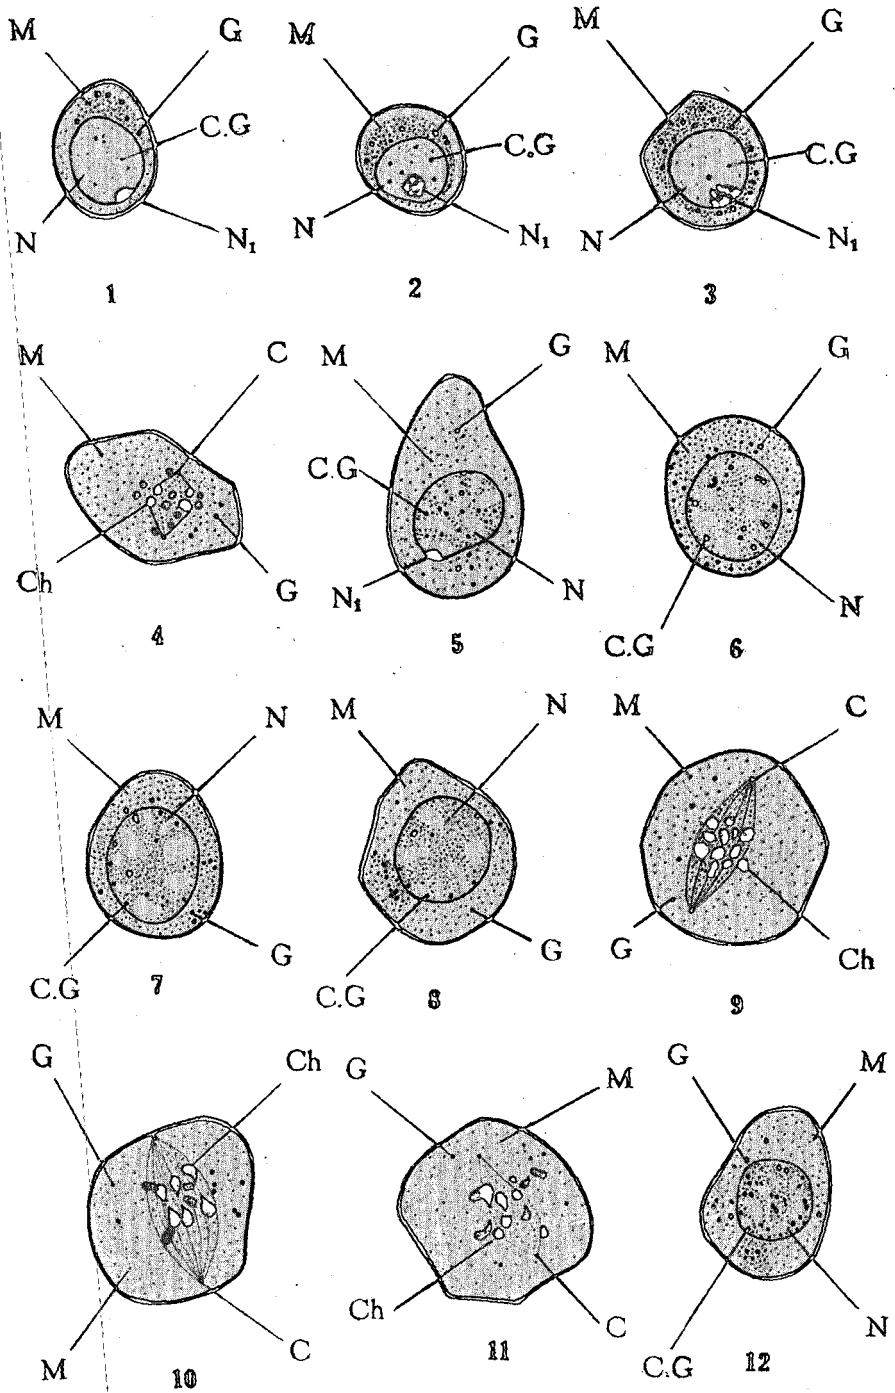 M G M G M G
C.G C.G C.G
N N₁ N N₁ N N₁
1 2 3
M C M G M G
C.G
Ch G N₁ N N
C.G
4 5 6
M N M N M C
C.G G C.G G G Ch
7 8 9
G Ch G M G M
M C Ch C C.G N
10 11 12